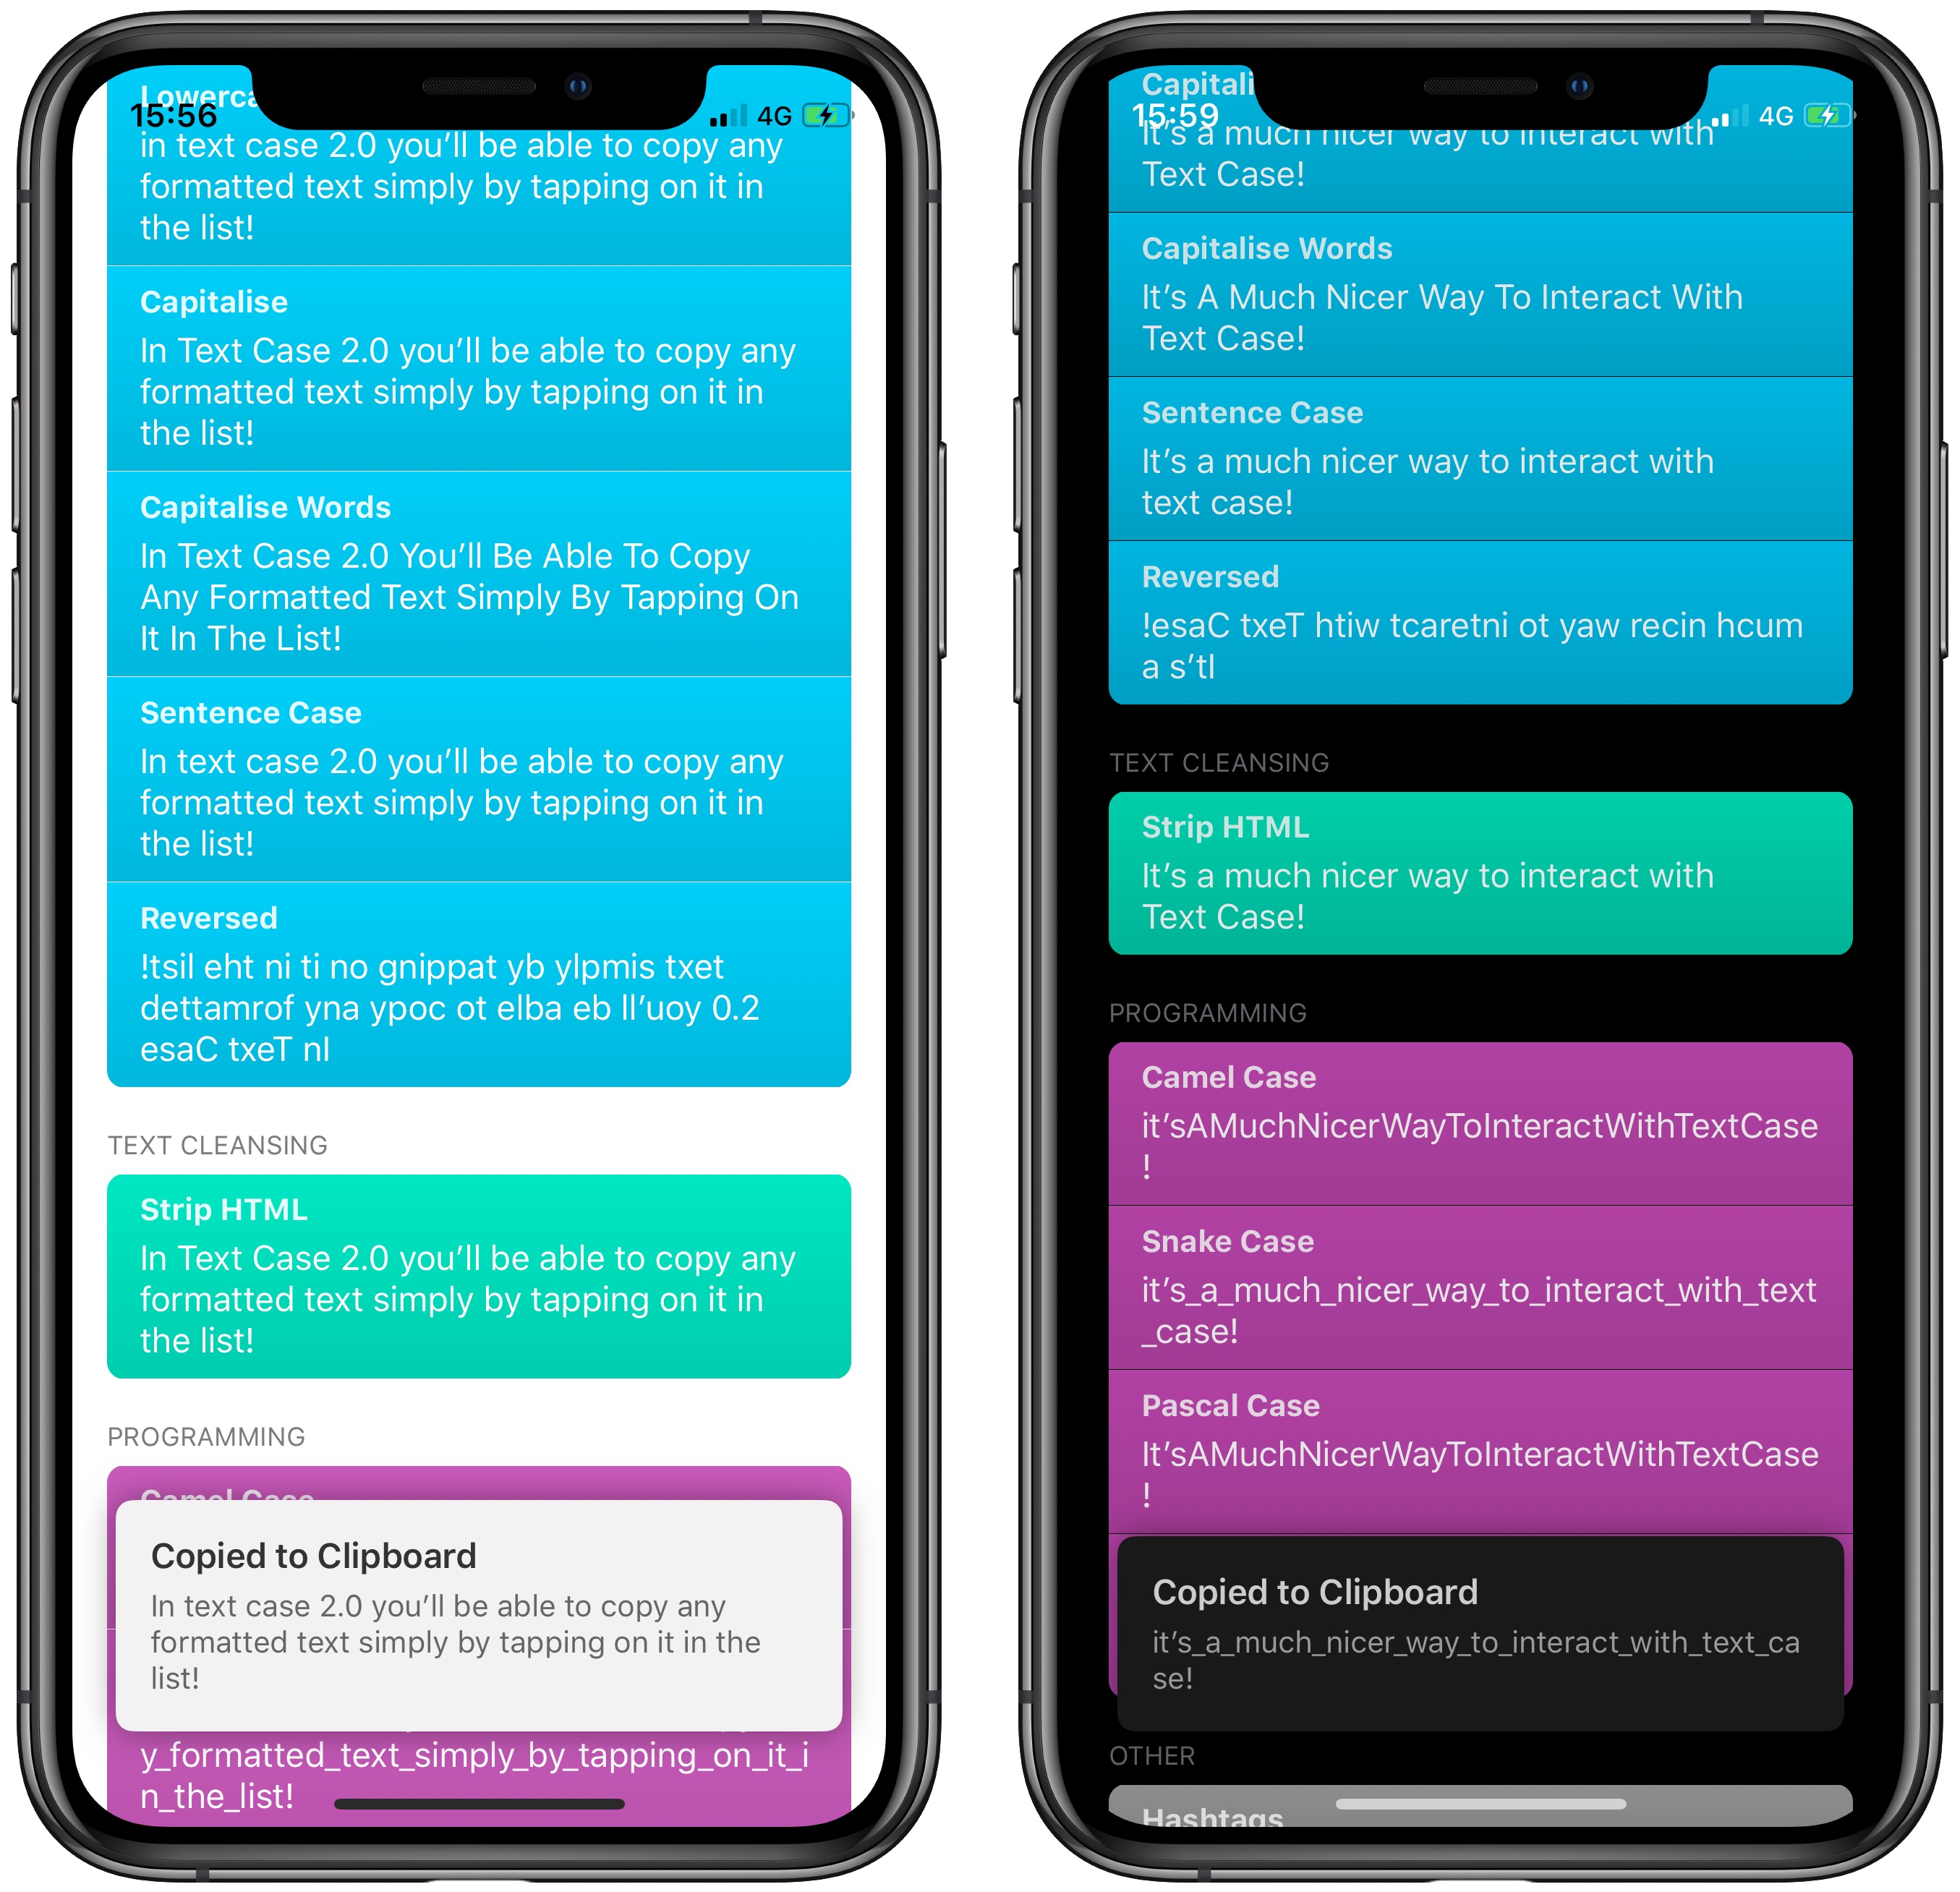 15:56
4G
in text case 2.0 you’ll be able to copy any
formatted text simply by tapping on it in
the list!
Capitalise
In Text Case 2.0 you’ll be able to copy any
formatted text simply by tapping on it in
the list!
Capitalise Words
In Text Case 2.0 You’ll Be Able To Copy
Any Formatted Text Simply By Tapping On
It In The List!
Sentence Case
In text case 2.0 you’ll be able to copy any
formatted text simply by tapping on it in
the list!
Reversed
!tsil eht ni ti no gnippat yb ylpmis txet
dettamrof yna ypoc ot elba eb ll’uoy 0.2
esaC txeT nI
TEXT CLEANSING
Strip HTML
In Text Case 2.0 you’ll be able to copy any
formatted text simply by tapping on it in
the list!
PROGRAMMING
Camel Case
Copied to Clipboard
In text case 2.0 you’ll be able to copy any
formatted text simply by tapping on it in the
list!
y_formatted_text_simply_by_tapping_on_it_i
n_the_list!
15:59
4G
It’s a much nicer way to interact with
Text Case!
Capitalise Words
It’s A Much Nicer Way To Interact With
Text Case!
Sentence Case
It’s a much nicer way to interact with
text case!
Reversed
!esaC txeT htiw tcaretni ot yaw recin hcum
a s’tI
TEXT CLEANSING
Strip HTML
It’s a much nicer way to interact with
Text Case!
PROGRAMMING
Camel Case
it’sAMuchNicerWayToInteractWithTextCase
!
Snake Case
it’s_a_much_nicer_way_to_interact_with_text
_case!
Pascal Case
It’sAMuchNicerWayToInteractWithTextCase
!
Copied to Clipboard
it’s_a_much_nicer_way_to_interact_with_text_ca
se!
OTHER
Hashtags